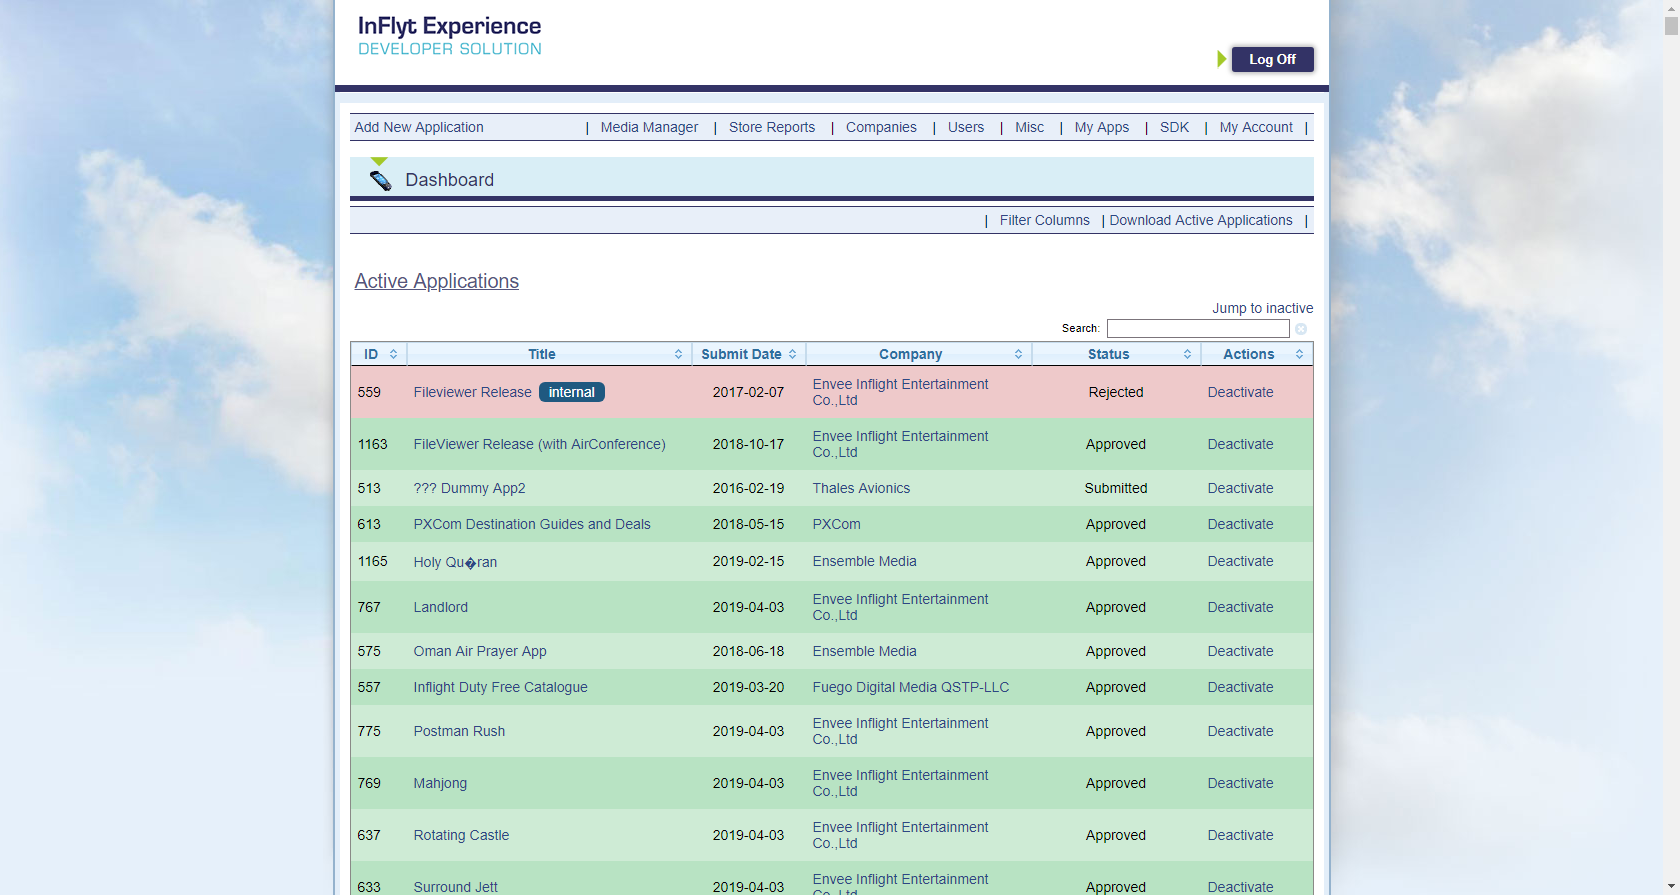 InFlyt Experience
DEVELOPER SOLUTION
Log Off
Add New Application | Media Manager | Store Reports | Companies | Users | Misc | My Apps | SDK | My Account |
Dashboard
| Filter Columns | Download Active Applications |
Active Applications
Jump to inactive
Search:
ID Title Submit Date Company Status Actions
559 Fileviewer Release internal 2017-02-07 Envee Inflight Entertainment Co.,Ltd Rejected Deactivate
1163 FileViewer Release (with AirConference) 2018-10-17 Envee Inflight Entertainment Co.,Ltd Approved Deactivate
513 ??? Dummy App2 2016-02-19 Thales Avionics Submitted Deactivate
613 PXCom Destination Guides and Deals 2018-05-15 PXCom Approved Deactivate
1165 Holy Qu�ran 2019-02-15 Ensemble Media Approved Deactivate
767 Landlord 2019-04-03 Envee Inflight Entertainment Co.,Ltd Approved Deactivate
575 Oman Air Prayer App 2018-06-18 Ensemble Media Approved Deactivate
557 Inflight Duty Free Catalogue 2019-03-20 Fuego Digital Media QSTP-LLC Approved Deactivate
775 Postman Rush 2019-04-03 Envee Inflight Entertainment Co.,Ltd Approved Deactivate
769 Mahjong 2019-04-03 Envee Inflight Entertainment Co.,Ltd Approved Deactivate
637 Rotating Castle 2019-04-03 Envee Inflight Entertainment Co.,Ltd Approved Deactivate
633 Surround Jett 2019-04-03 Envee Inflight Entertainment Co.,Ltd Approved Deactivate